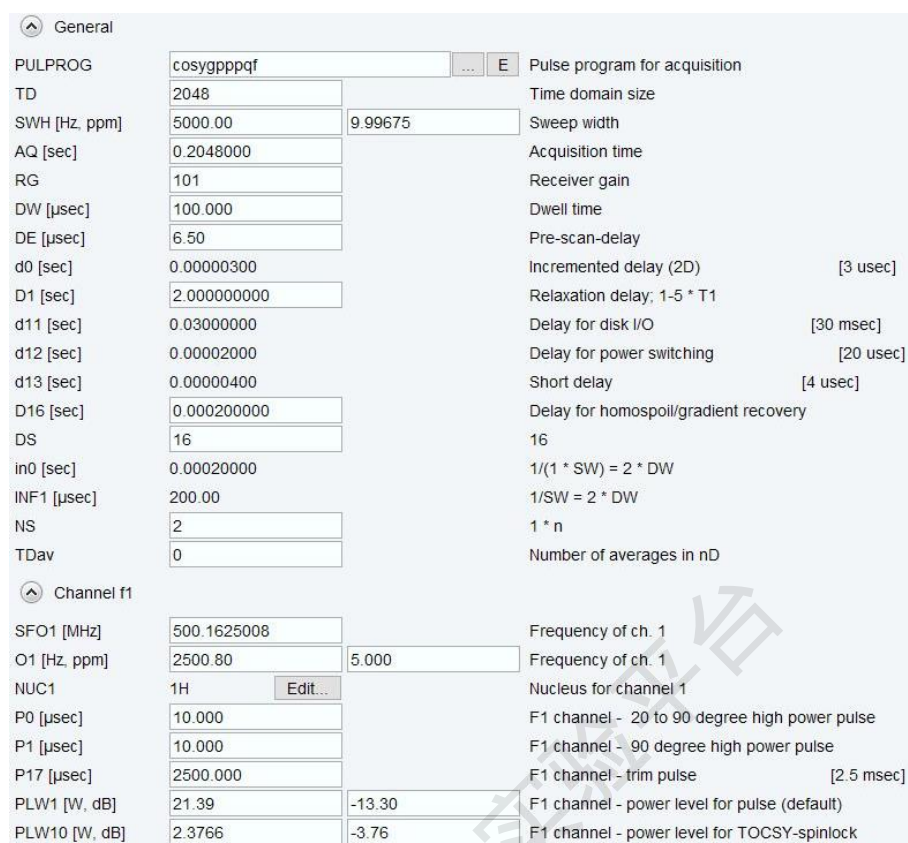 General
PULPROG cosygpppqf ... E Pulse program for acquisition
TD 2048 Time domain size
SWH [Hz, ppm] 5000.00 9.99675 Sweep width
AQ [sec] 0.2048000 Acquisition time
RG 101 Receiver gain
DW [µsec] 100.000 Dwell time
DE [µsec] 6.50 Pre-scan-delay
d0 [sec] 0.00000300 Incremented delay (2D) [3 usec]
D1 [sec] 2.000000000 Relaxation delay; 1-5 * T1
d11 [sec] 0.03000000 Delay for disk I/O [30 msec]
d12 [sec] 0.00002000 Delay for power switching [20 usec]
d13 [sec] 0.00000400 Short delay [4 usec]
D16 [sec] 0.000200000 Delay for homospoil/gradient recovery
DS 16 16
in0 [sec] 0.00020000 1/(1 * SW) = 2 * DW
INF1 [µsec] 200.00 1/SW = 2 * DW
NS 2 1 * n
TDav 0 Number of averages in nD
Channel f1
SFO1 [MHz] 500.1625008 Frequency of ch. 1
O1 [Hz, ppm] 2500.80 5.000 Frequency of ch. 1
NUC1 1H Edit... Nucleus for channel 1
P0 [µsec] 10.000 F1 channel - 20 to 90 degree high power pulse
P1 [µsec] 10.000 F1 channel - 90 degree high power pulse
P17 [µsec] 2500.000 F1 channel - trim pulse [2.5 msec]
PLW1 [W, dB] 21.39 -13.30 F1 channel - power level for pulse (default)
PLW10 [W, dB] 2.3766 -3.76 F1 channel - power level for TOCSY-spinlock
实验平台